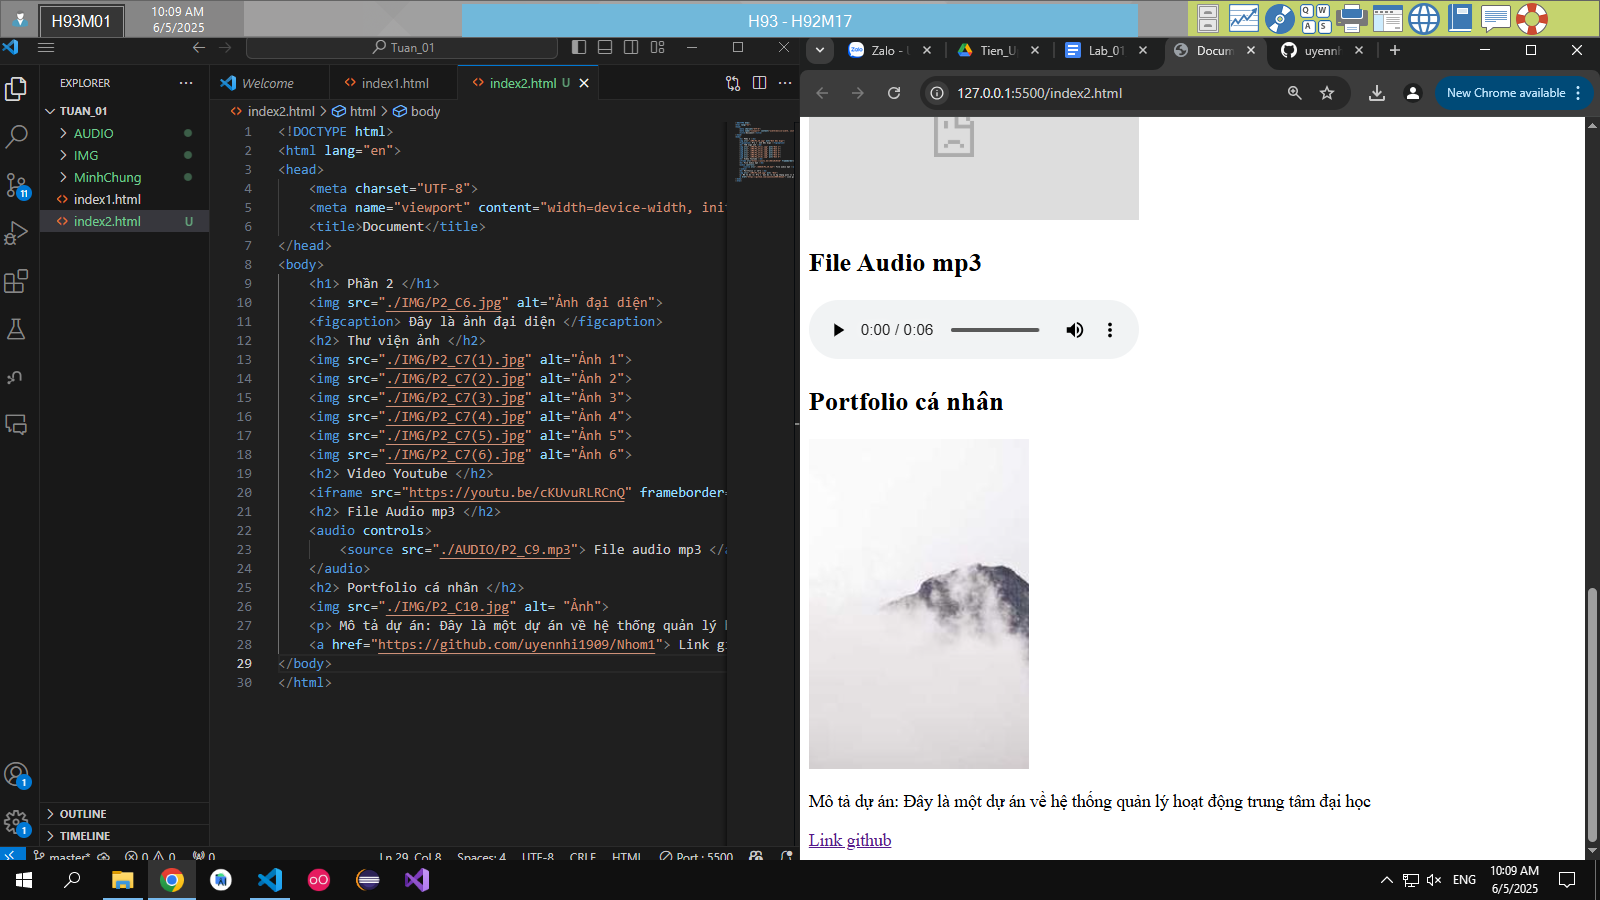 H93M01
10:09 AM
6/5/2025
H93 - H92M17
Q W
A S
Tuan_01
Zalo - 
Tien_U
Lab_01
Docum
uyennh
EXPLORER
Welcome
index1.html
index2.html U
127.0.0.1:5500/index2.html
New Chrome available
TUAN_01
AUDIO
IMG
MinhChung
index1.html
index2.html U
11
index2.html > html > body
1 <!DOCTYPE html>
2 <html lang="en">
3 <head>
4 <meta charset="UTF-8">
5 <meta name="viewport" content="width=device-width, init
6 <title>Document</title>
7 </head>
8 <body>
9 <h1> Phần 2 </h1>
10 <img src="./IMG/P2_C6.jpg" alt="Ảnh đại diện">
11 <figcaption> Đây là ảnh đại diện </figcaption>
12 <h2> Thư viện ảnh </h2>
13 <img src="./IMG/P2_C7(1).jpg" alt="Ảnh 1">
14 <img src="./IMG/P2_C7(2).jpg" alt="Ảnh 2">
15 <img src="./IMG/P2_C7(3).jpg" alt="Ảnh 3">
16 <img src="./IMG/P2_C7(4).jpg" alt="Ảnh 4">
17 <img src="./IMG/P2_C7(5).jpg" alt="Ảnh 5">
18 <img src="./IMG/P2_C7(6).jpg" alt="Ảnh 6">
19 <h2> Video Youtube </h2>
20 <iframe src="https://youtu.be/cKUvuRLRCnQ" frameborder=
21 <h2> File Audio mp3 </h2>
22 <audio controls>
23 <source src="./AUDIO/P2_C9.mp3"> File audio mp3 </a
24 </audio>
25 <h2> Portfolio cá nhân </h2>
26 <img src="./IMG/P2_C10.jpg" alt= "Ảnh">
27 <p> Mô tả dự án: Đây là một dự án về hệ thống quản lý h
28 <a href="https://github.com/uyennhi1909/Nhom1"> Link gi
29 </body>
30 </html>
File Audio mp3
0:00 / 0:06
Portfolio cá nhân
Mô tả dự án: Đây là một dự án về hệ thống quản lý hoạt động trung tâm đại học
Link github
1
1
OUTLINE
TIMELINE
master* 0 0 0 Ln 29, Col 8 Spaces: 4 UTF-8 CRLF HTML Port : 5500
ENG
10:09 AM
6/5/2025